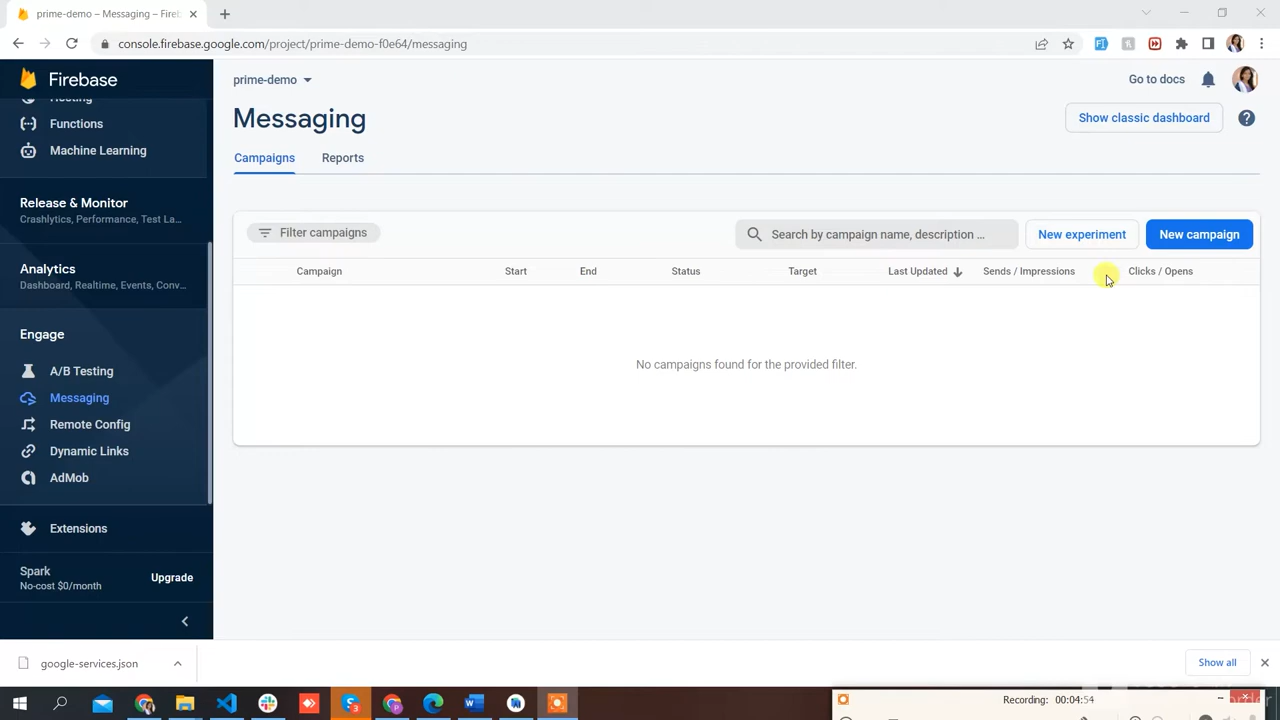 prime-demo – Messaging – Fireb
console.firebase.google.com/project/prime-demo-f0e64/messaging
Firebase
Hosting
Functions
Machine Learning
Release & Monitor
Crashlytics, Performance, Test La...
Analytics
Dashboard, Realtime, Events, Conv...
Engage
A/B Testing
Messaging
Remote Config
Dynamic Links
AdMob
Extensions
Spark
No-cost $0/month
Upgrade
prime-demo
Go to docs
Messaging
Show classic dashboard
?
Campaigns
Reports
Filter campaigns
Search by campaign name, description ...
New experiment
New campaign
Campaign
Start
End
Status
Target
Last Updated
Sends / Impressions
Clicks / Opens
No campaigns found for the provided filter.
google-services.json
Show all
Recording: 00:04:54